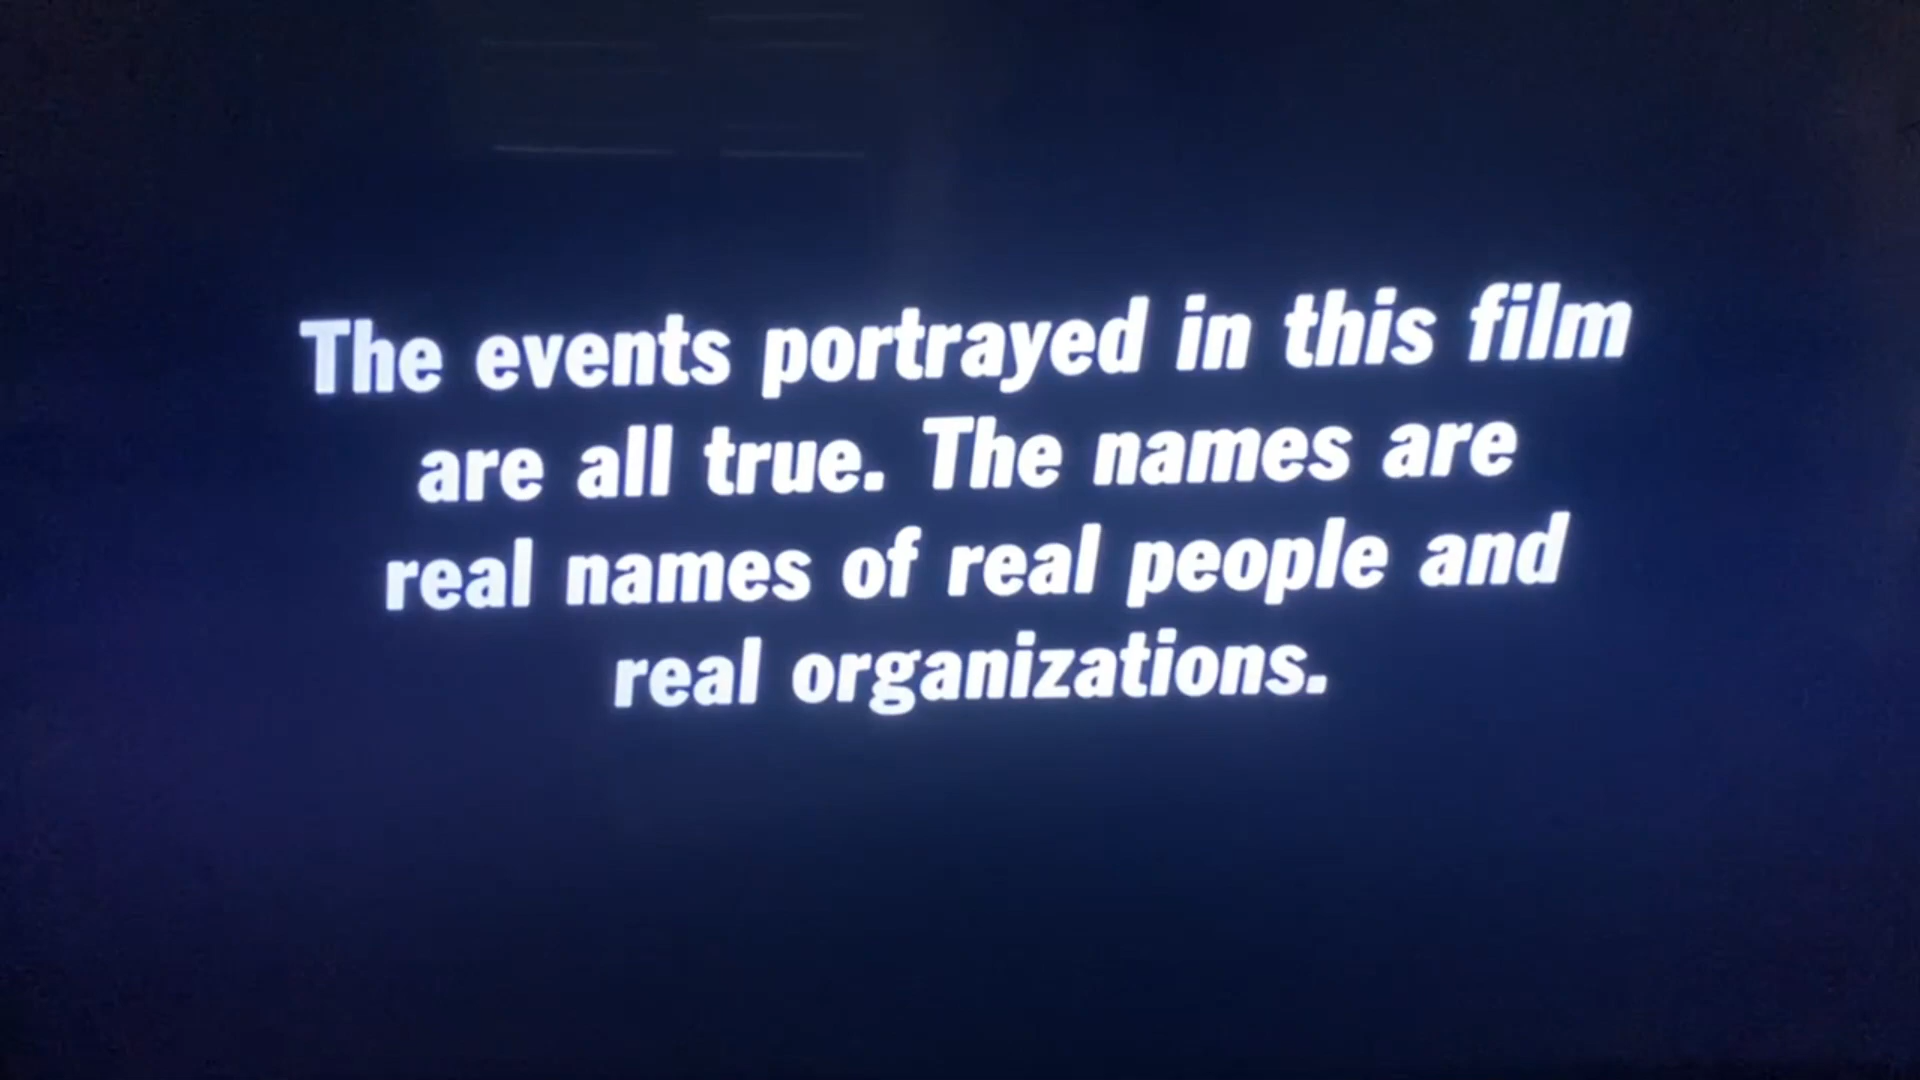 The events portrayed in this film
are all true. The names are
real names of real people and
real organizations.